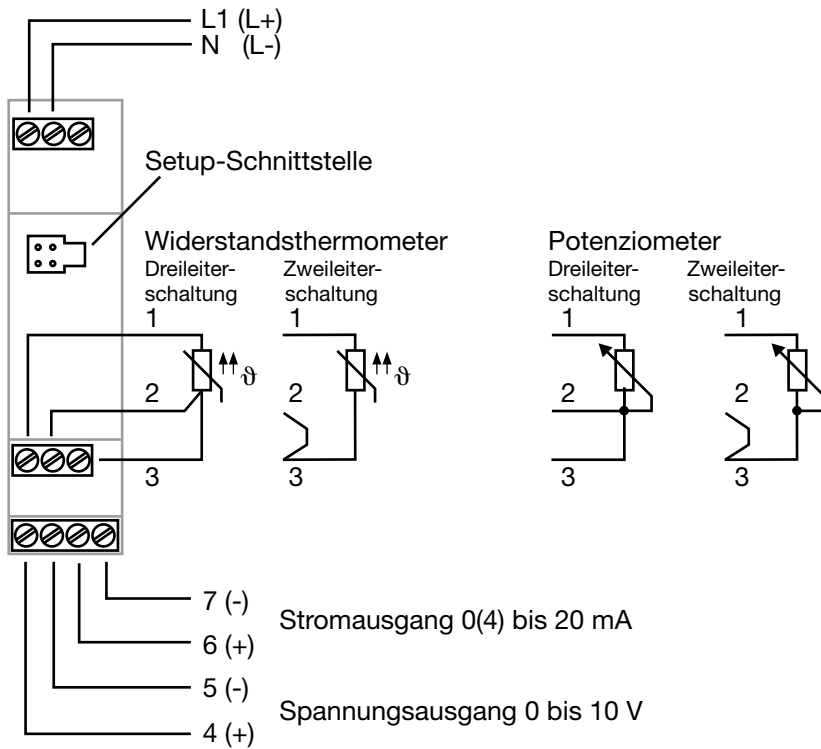 L1 (L+)
N (L-)
Setup-Schnittstelle
Widerstandsthermometer
Dreileiter-
schaltung
Zweileiter-
schaltung
1
2
3
1
2
3
ϑ
ϑ
Potenziometer
Dreileiter-
schaltung
Zweileiter-
schaltung
1
2
3
1
2
3
7 (-)
6 (+)
Stromausgang 0(4) bis 20 mA
5 (-)
4 (+)
Spannungsausgang 0 bis 10 V